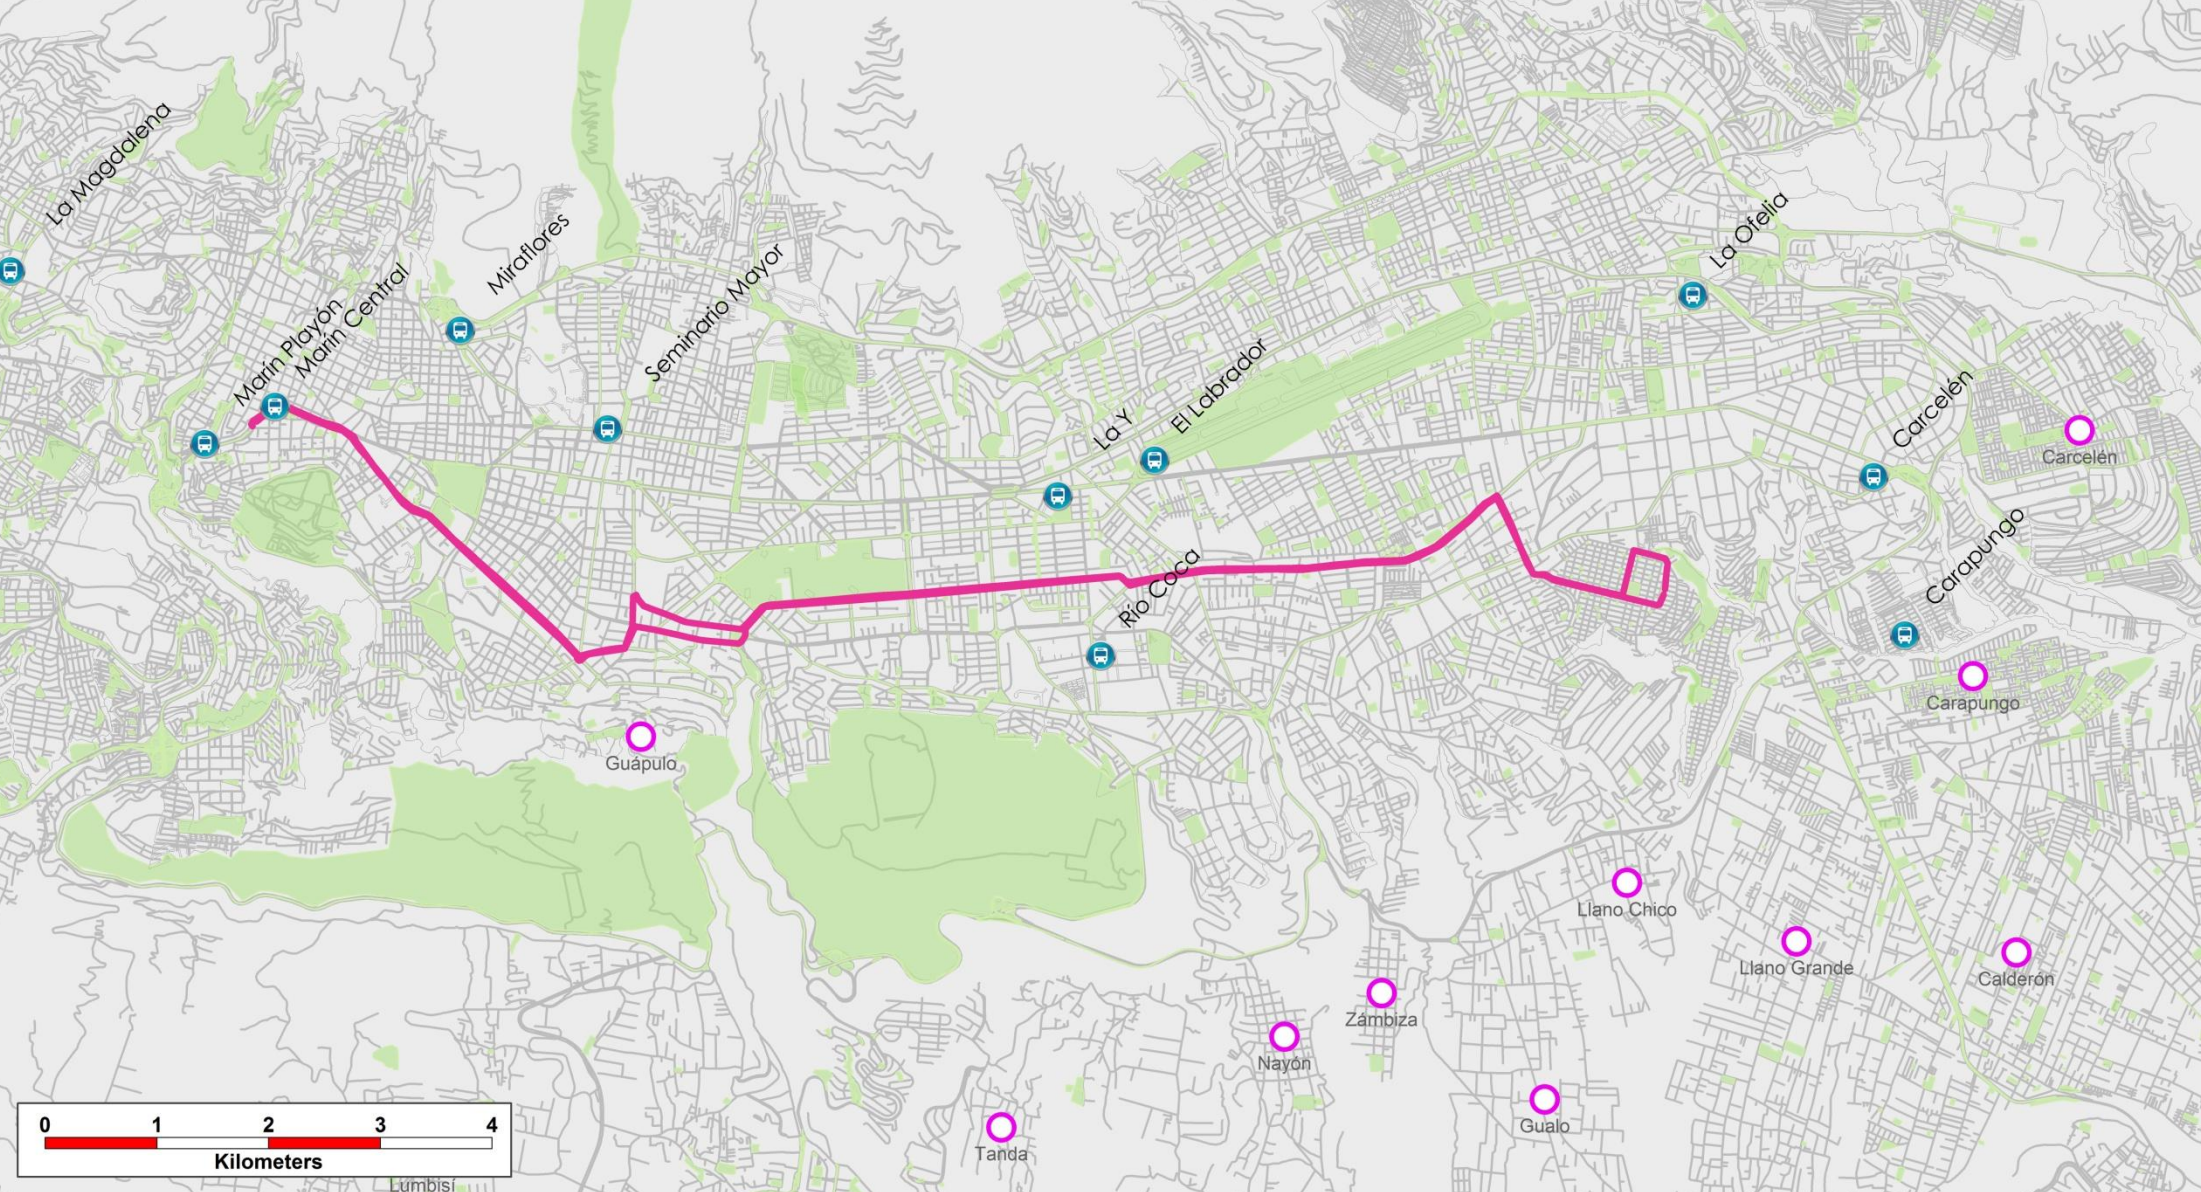 La Magdalena
Marín Playón
Marín Central
Miraflores
Seminario Mayor
La Y
El Labrador
La Ofelia
Carcelén
Carcelén
Carapungo
Río Coca
Carapungo
Guápulo
Llano Chico
Llano Grande
Calderón
Zámbiza
Nayón
Gualo
Tanda
0 1 2 3 4
Kilometers
Lumbisí